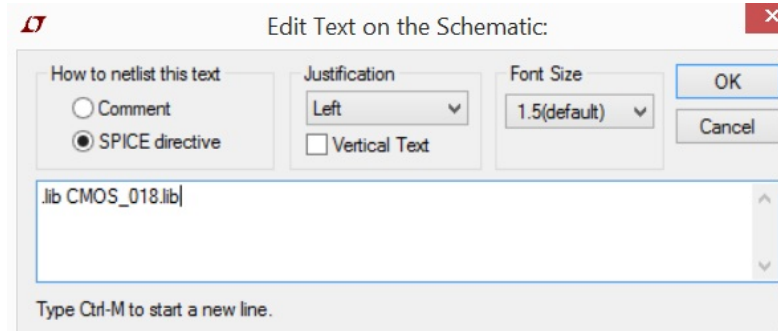 Edit Text on the Schematic:
How to netlist this text
Comment
SPICE directive
Justification
Left
Vertical Text
Font Size
1.5(default)
OK
Cancel
.lib CMOS_018.lib
Type Ctrl-M to start a new line.